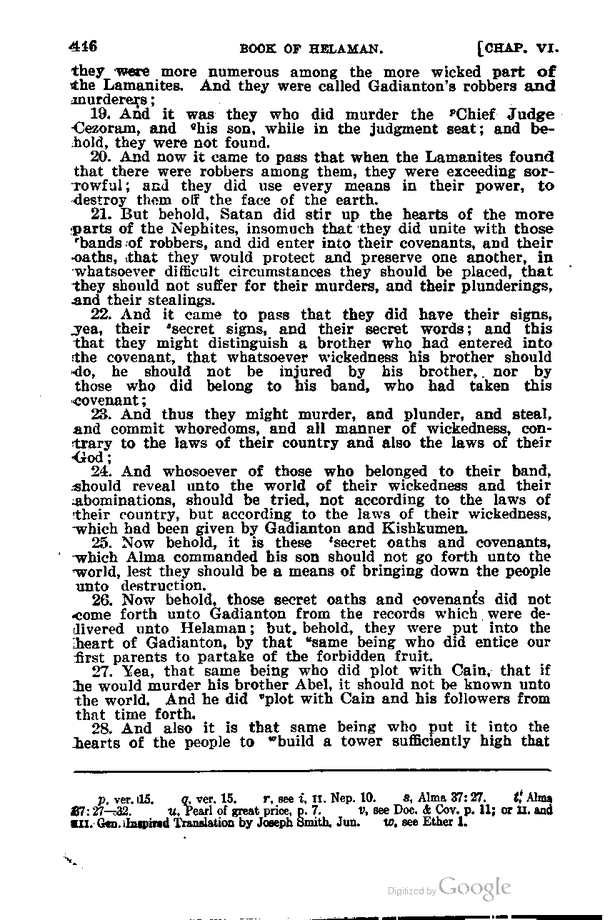 446 BOOK OF HELAMAN. [CHAP. VI.
they were more numerous among the more wicked part of
the Lamanites. And they were called Gadianton's robbers and
murderers;
19. And it was they who did murder the ᵖChief Judge
Cezoram, and ᑫhis son, while in the judgment seat; and be-
hold, they were not found.
20. And now it came to pass that when the Lamanites found
that there were robbers among them, they were exceeding sor-
rowful; and they did use every means in their power, to
destroy them off the face of the earth.
21. But behold, Satan did stir up the hearts of the more
parts of the Nephites, insomuch that they did unite with those
ʳbands of robbers, and did enter into their covenants, and their
oaths, that they would protect and preserve one another, in
whatsoever difficult circumstances they should be placed, that
they should not suffer for their murders, and their plunderings,
and their stealings.
22. And it came to pass that they did have their signs,
yea, their ˢsecret signs, and their secret words; and this
that they might distinguish a brother who had entered into
the covenant, that whatsoever wickedness his brother should
do, he should not be injured by his brother, nor by
those who did belong to his band, who had taken this
covenant;
23. And thus they might murder, and plunder, and steal,
and commit whoredoms, and all manner of wickedness, con-
trary to the laws of their country and also the laws of their
God;
24. And whosoever of those who belonged to their band,
should reveal unto the world of their wickedness and their
abominations, should be tried, not according to the laws of
their country, but according to the laws of their wickedness,
which had been given by Gadianton and Kishkumen.
25. Now behold, it is these ᵗsecret oaths and covenants,
which Alma commanded his son should not go forth unto the
world, lest they should be a means of bringing down the people
unto destruction.
26. Now behold, those secret oaths and covenants did not
come forth unto Gadianton from the records which were de-
livered unto Helaman; but, behold, they were put into the
heart of Gadianton, by that ᵘsame being who did entice our
first parents to partake of the forbidden fruit.
27. Yea, that same being who did plot with Cain, that if
he would murder his brother Abel, it should not be known unto
the world. And he did ᵛplot with Cain and his followers from
that time forth.
28. And also it is that same being who put it into the
hearts of the people to ʷbuild a tower sufficiently high that
p, ver. 15. q, ver. 15. r, see i, II. Nep. 10. s, Alma 37: 27. t, Alma
37: 27—32. u, Pearl of great price, p. 7. v, see Doc. & Cov. p. 11; or II. and
III. Gen. Inspired Translation by Joseph Smith, Jun. w, see Ether 1.
Digitized by Google